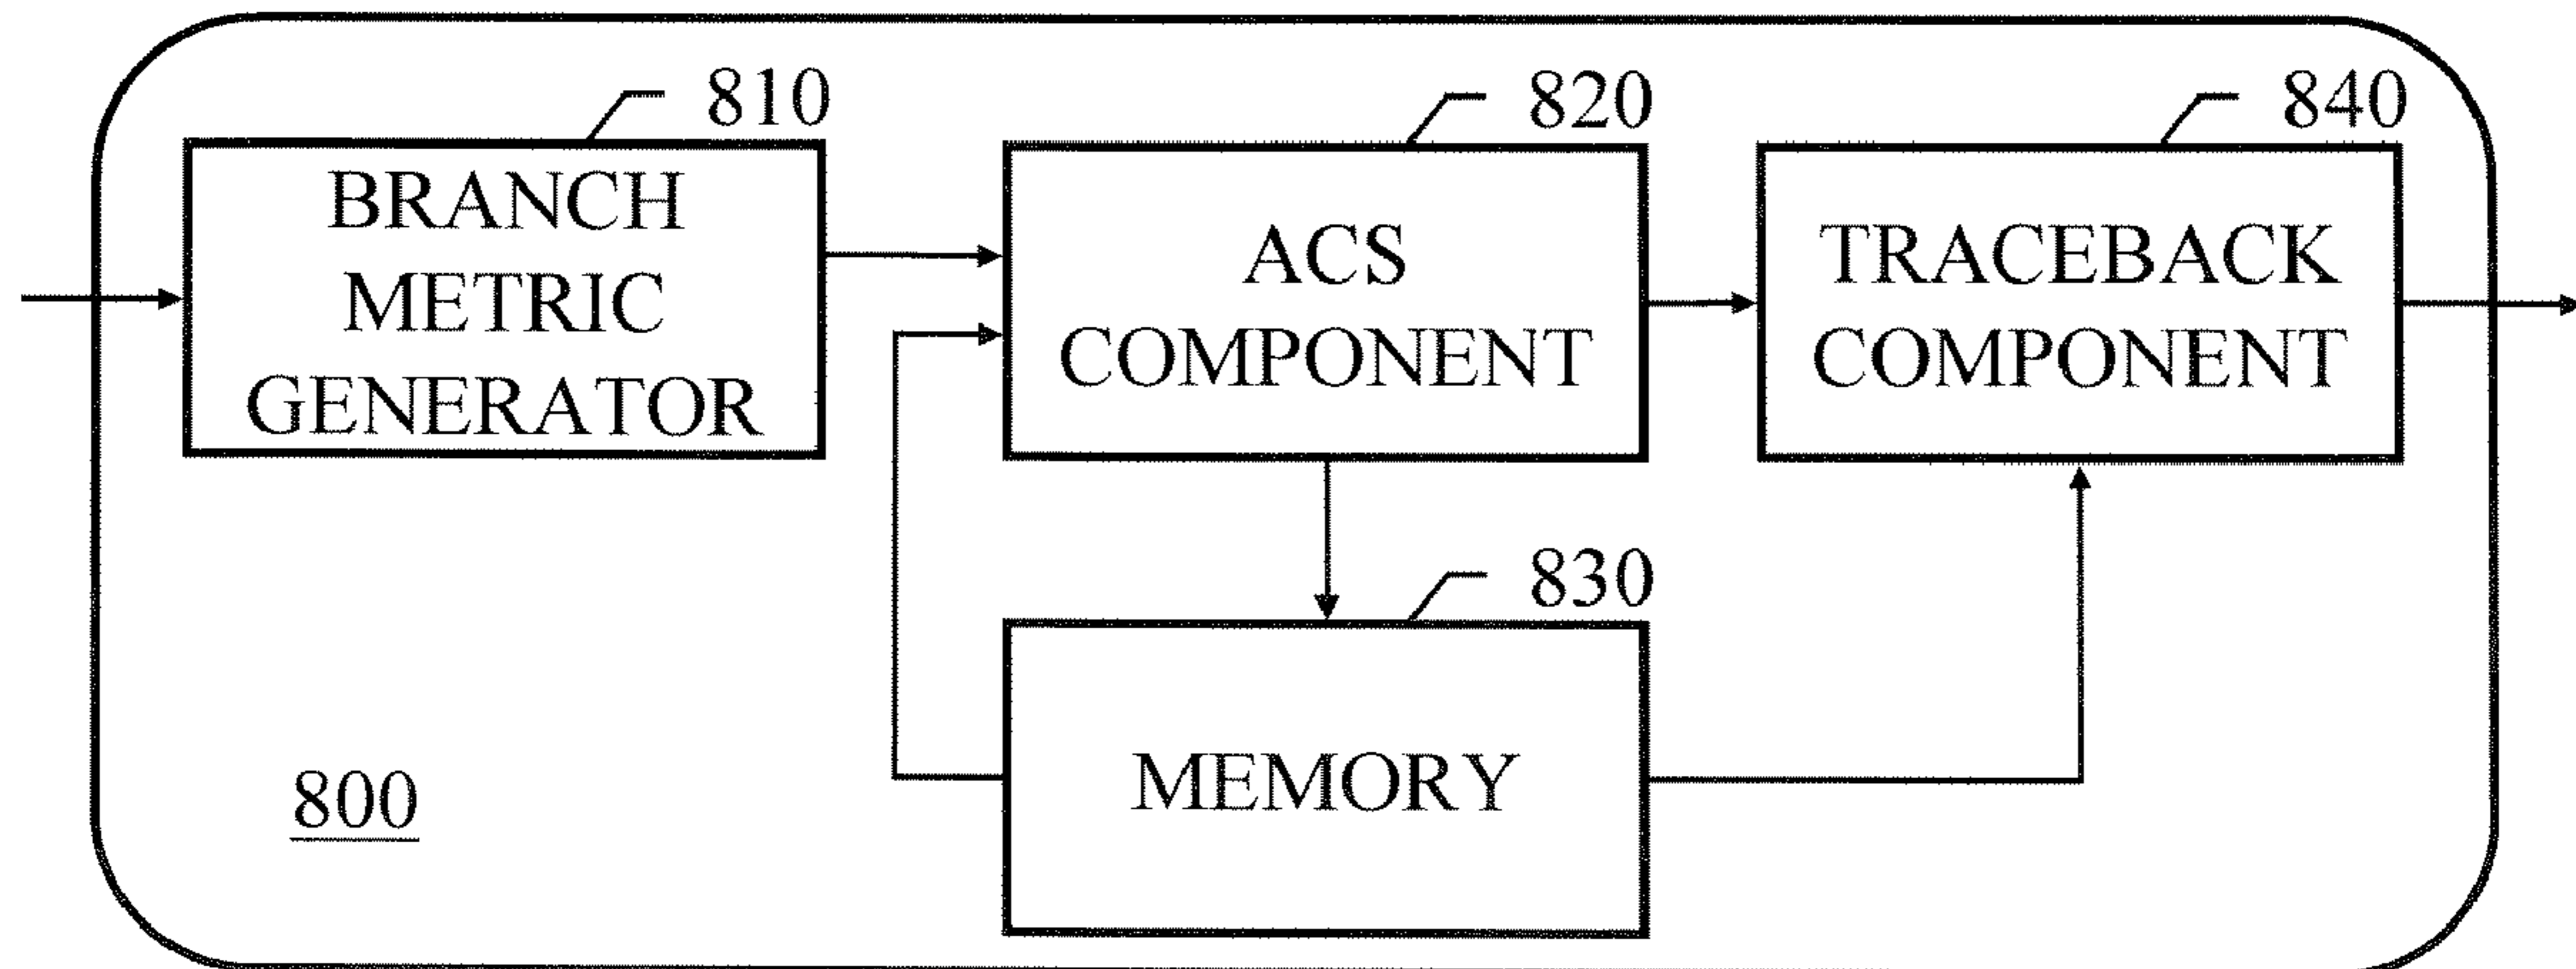 810
BRANCH
METRIC
GENERATOR
820
ACS
COMPONENT
840
TRACEBACK
COMPONENT
830
MEMORY
800